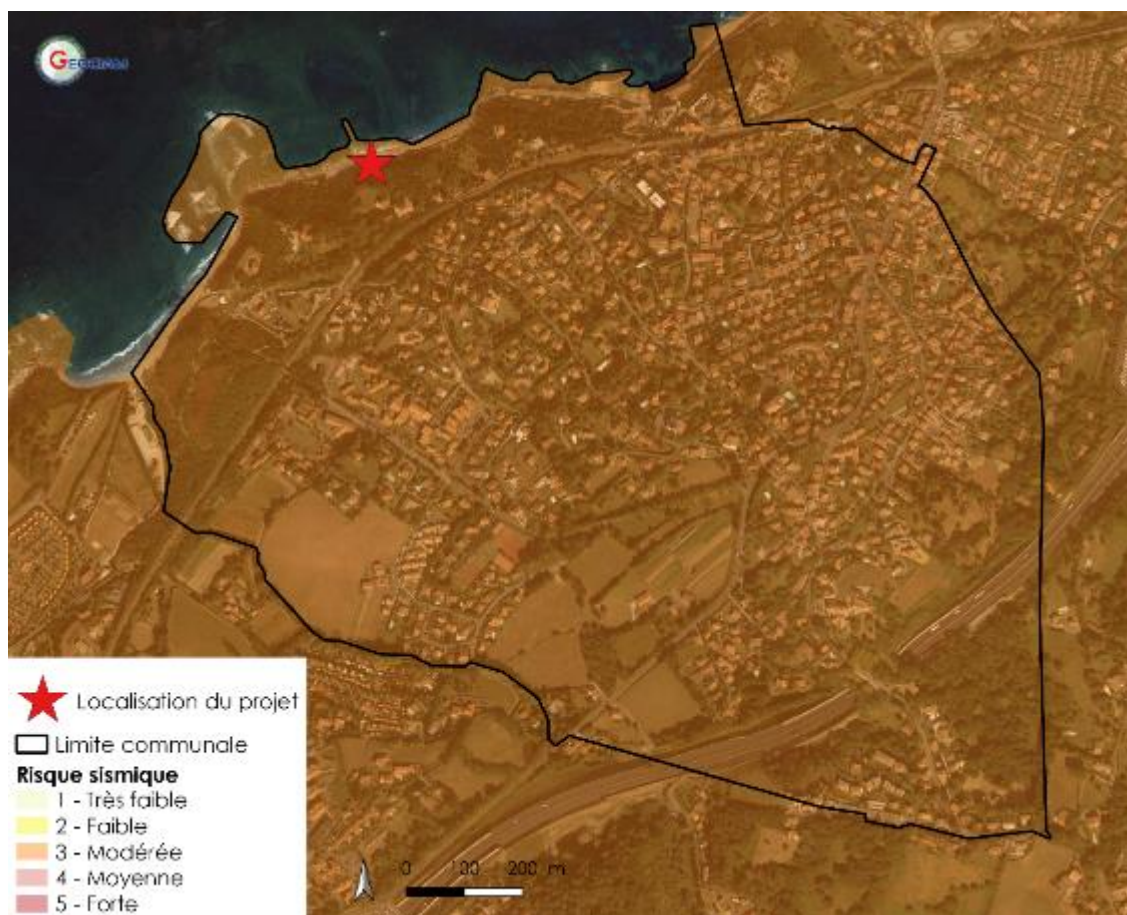 GEOCIAM
Localisation du projet
Limite communale
Risque sismique
1 - Très faible
2 - Faible
3 - Modérée
4 - Moyenne
5 - Forte
0 100 200 m